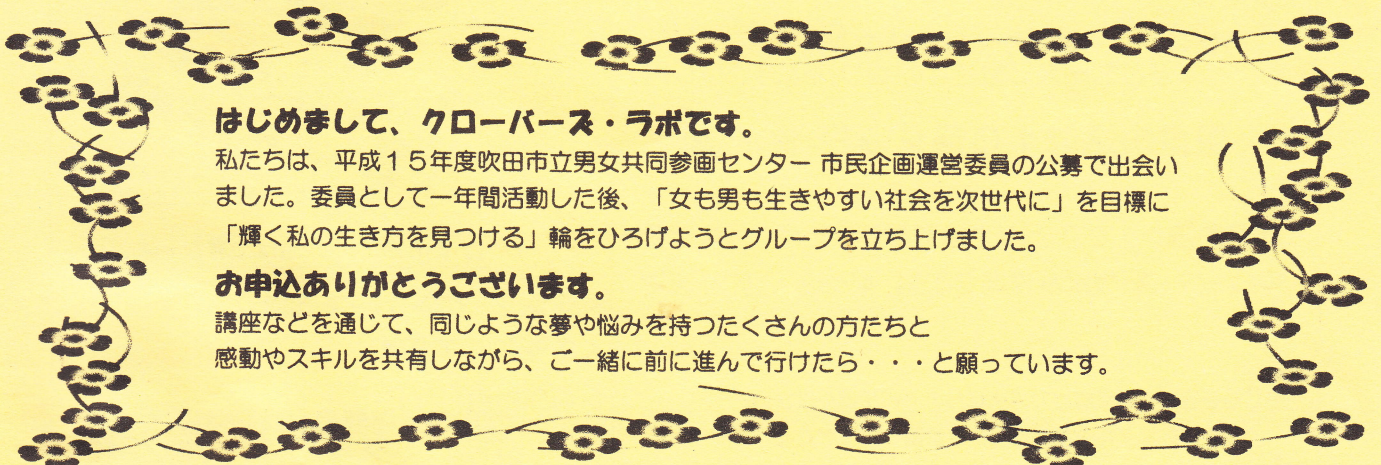 はじめまして、クローバーズ・ラボです。
私たちは、平成１５年度吹田市立男女共同参画センター 市民企画運営委員の公募で出会い
ました。委員として一年間活動した後、「女も男も生きやすい社会を次世代に」を目標に
「輝く私の生き方を見つける」輪をひろげようとグループを立ち上げました。
お申込ありがとうございます。
講座などを通じて、同じような夢や悩みを持つたくさんの方たちと
感動やスキルを共有しながら、ご一緒に前に進んで行けたら・・・と願っています。